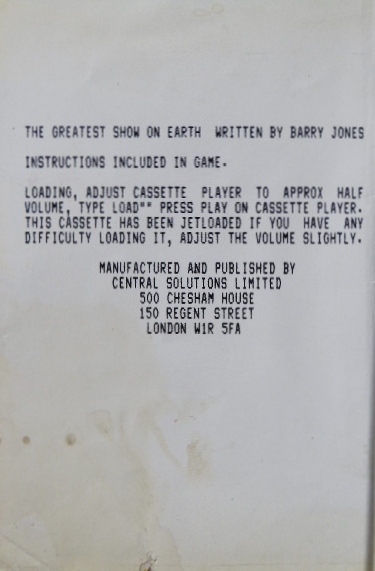 THE GREATEST SHOW ON EARTH WRITTEN BY BARRY JONES
INSTRUCTIONS INCLUDED IN GAME.
LOADING, ADJUST CASSETTE PLAYER TO APPROX HALF
VOLUME, TYPE LOAD"" PRESS PLAY ON CASSETTE PLAYER.
THIS CASSETTE HAS BEEN JETLOADED IF YOU HAVE ANY
DIFFICULTY LOADING IT, ADJUST THE VOLUME SLIGHTLY.
MANUFACTURED AND PUBLISHED BY
CENTRAL SOLUTIONS LIMITED
500 CHESHAM HOUSE
150 REGENT STREET
LONDON W1R 5FA